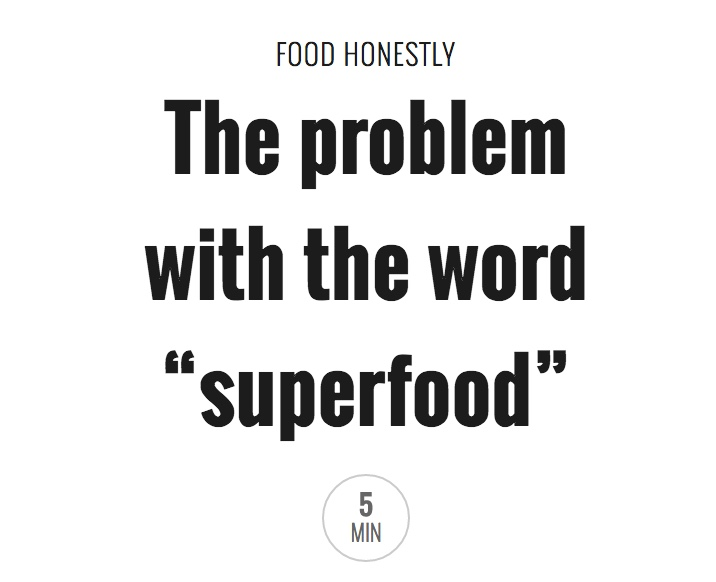 FOOD HONESTLY
The problem
with the word
“superfood”
5
MIN